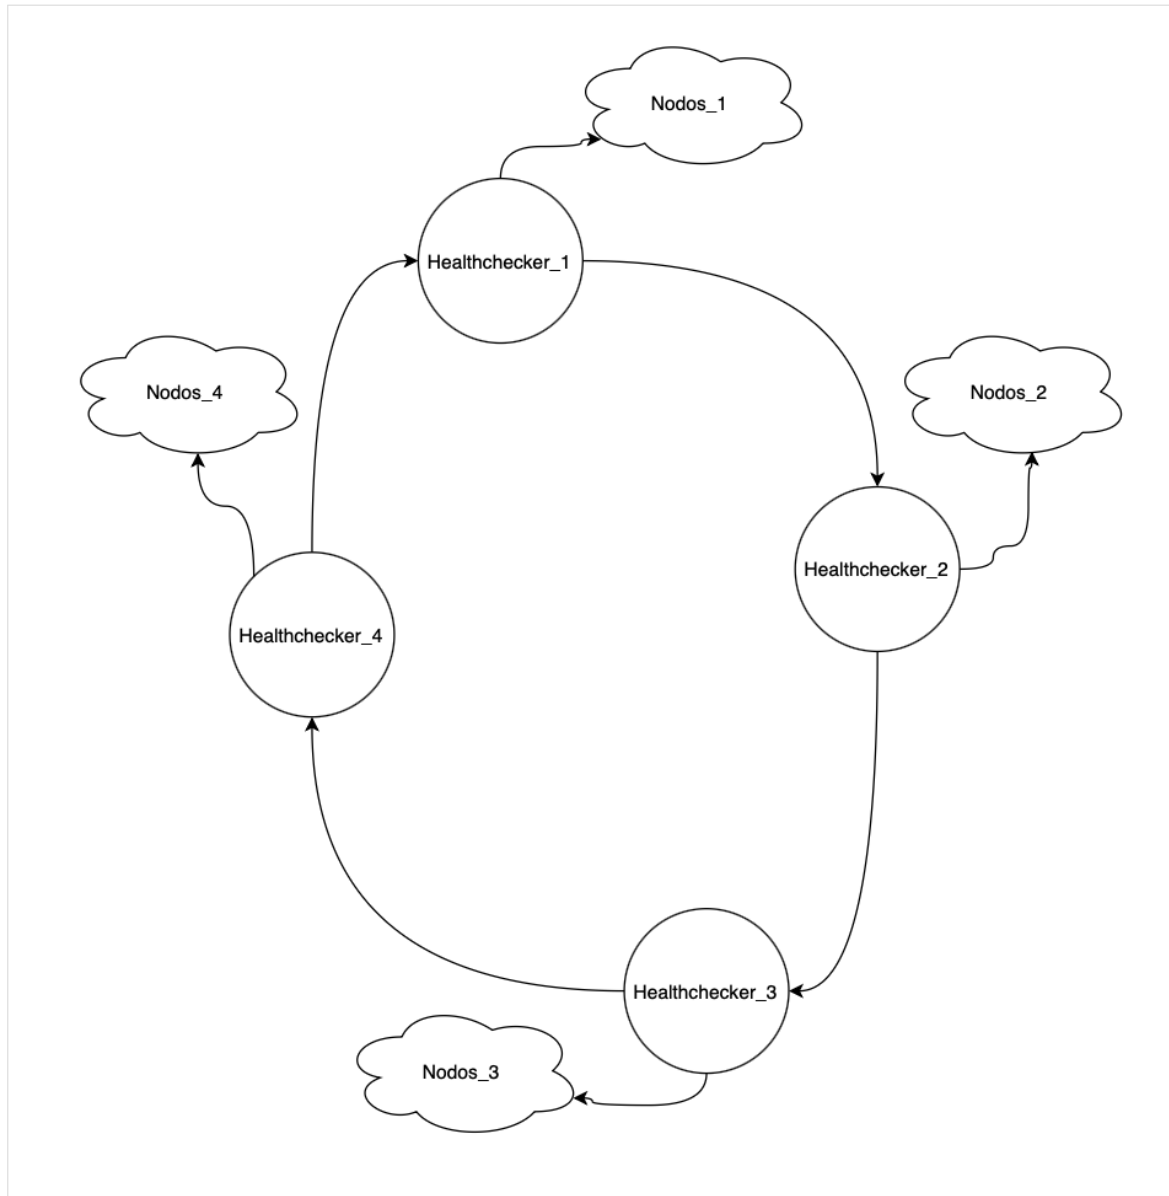 Nodos_1
Healthchecker_1
Nodos_4
Nodos_2
Healthchecker_2
Healthchecker_4
Healthchecker_3
Nodos_3